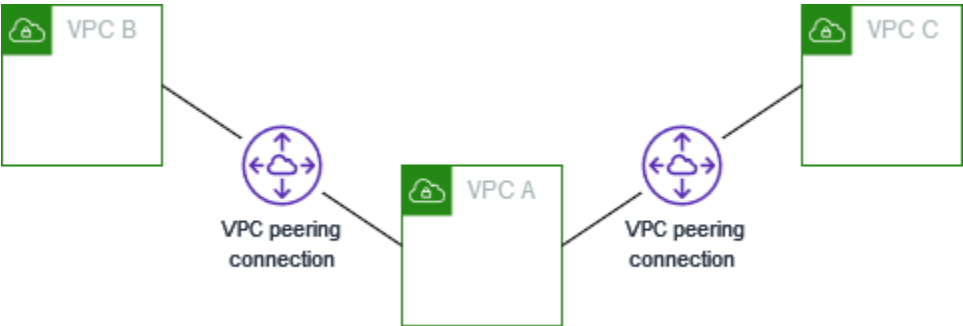 VPC B
VPC C
VPC A
VPC peering
connection
VPC peering
connection